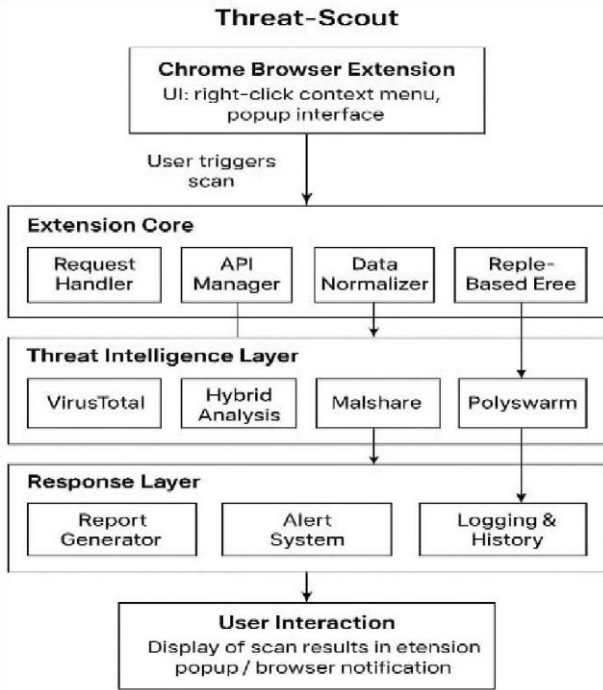 Threat-Scout
Chrome Browser Extension
UI: right-click context menu,
popup interface
User triggers
scan
Extension Core
Request
Handler
API
Manager
Data
Normalizer
Reple-
Based Eree
Threat Intelligence Layer
VirusTotal
Hybrid
Analysis
Malshare
Polyswarm
Response Layer
Report
Generator
Alert
System
Logging &
History
User Interaction
Display of scan results in etension
popup / browser notification